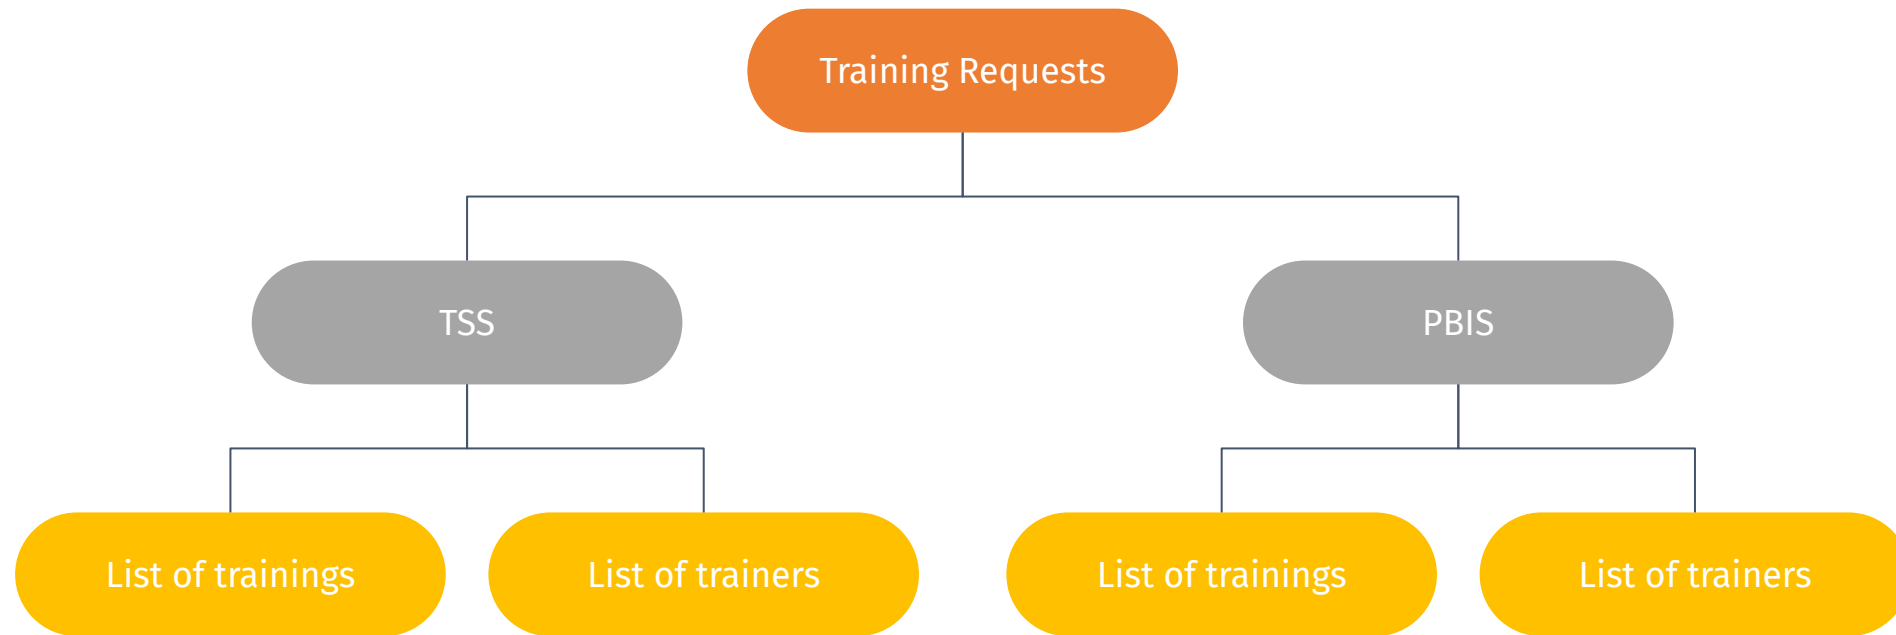 Training Requests
TSS
PBIS
List of trainings
List of trainers
List of trainings
List of trainers